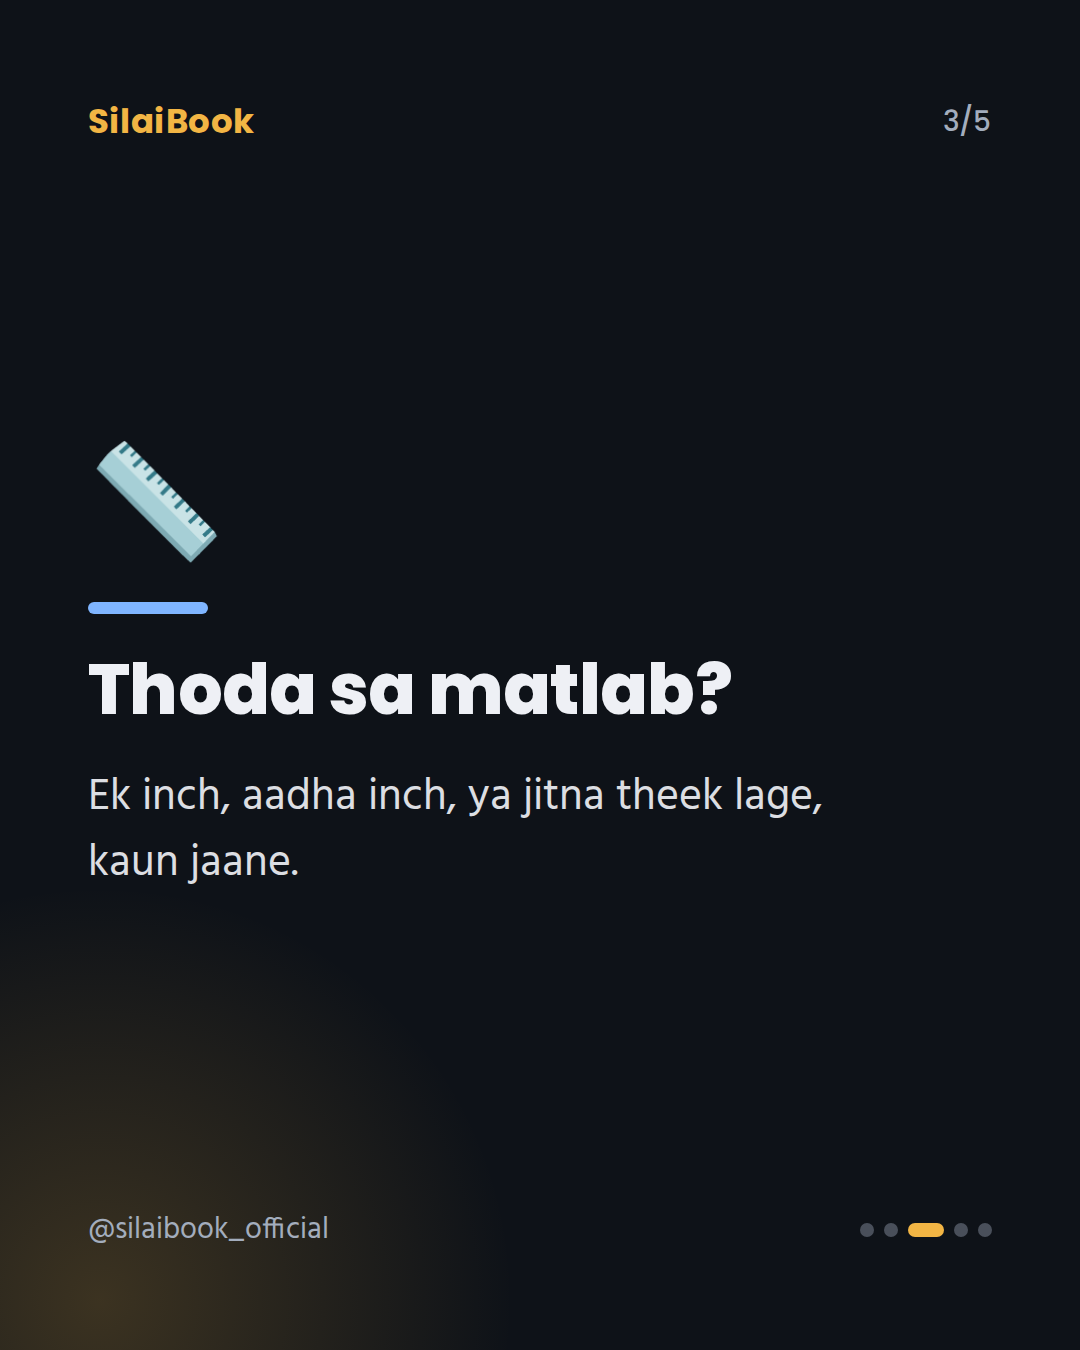 SilaiBook
3/5
Thoda sa matlab?
Ek inch, aadha inch, ya jitna theek lage,
kaun jaane.
@silaibook_official